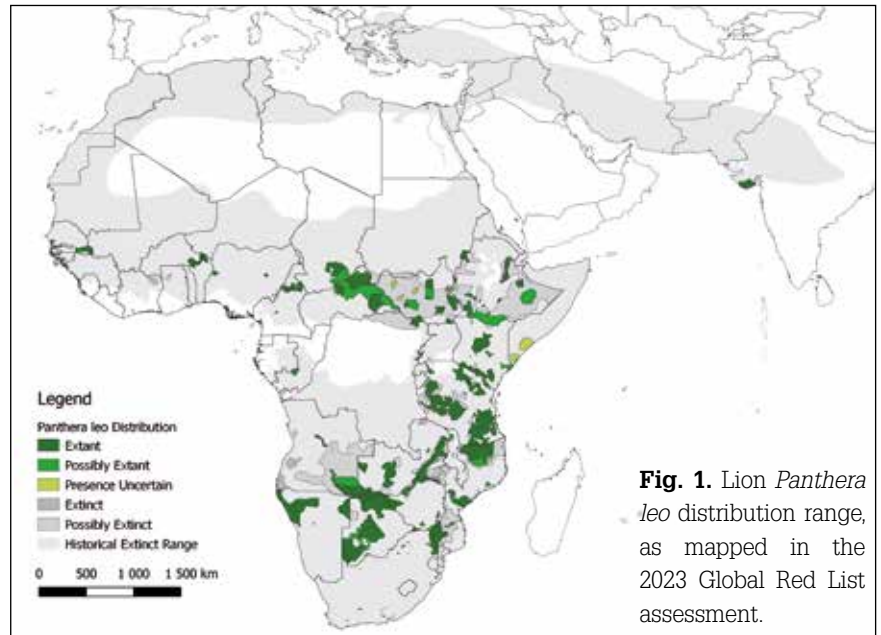 Legend
Panthera leo Distribution
Extant
Possibly Extant
Presence Uncertain
Extinct
Possibly Extinct
Historical Extinct Range
0 500 1 000 1 500 km
Fig. 1. Lion Panthera
leo distribution range,
as mapped in the
2023 Global Red List
assessment.